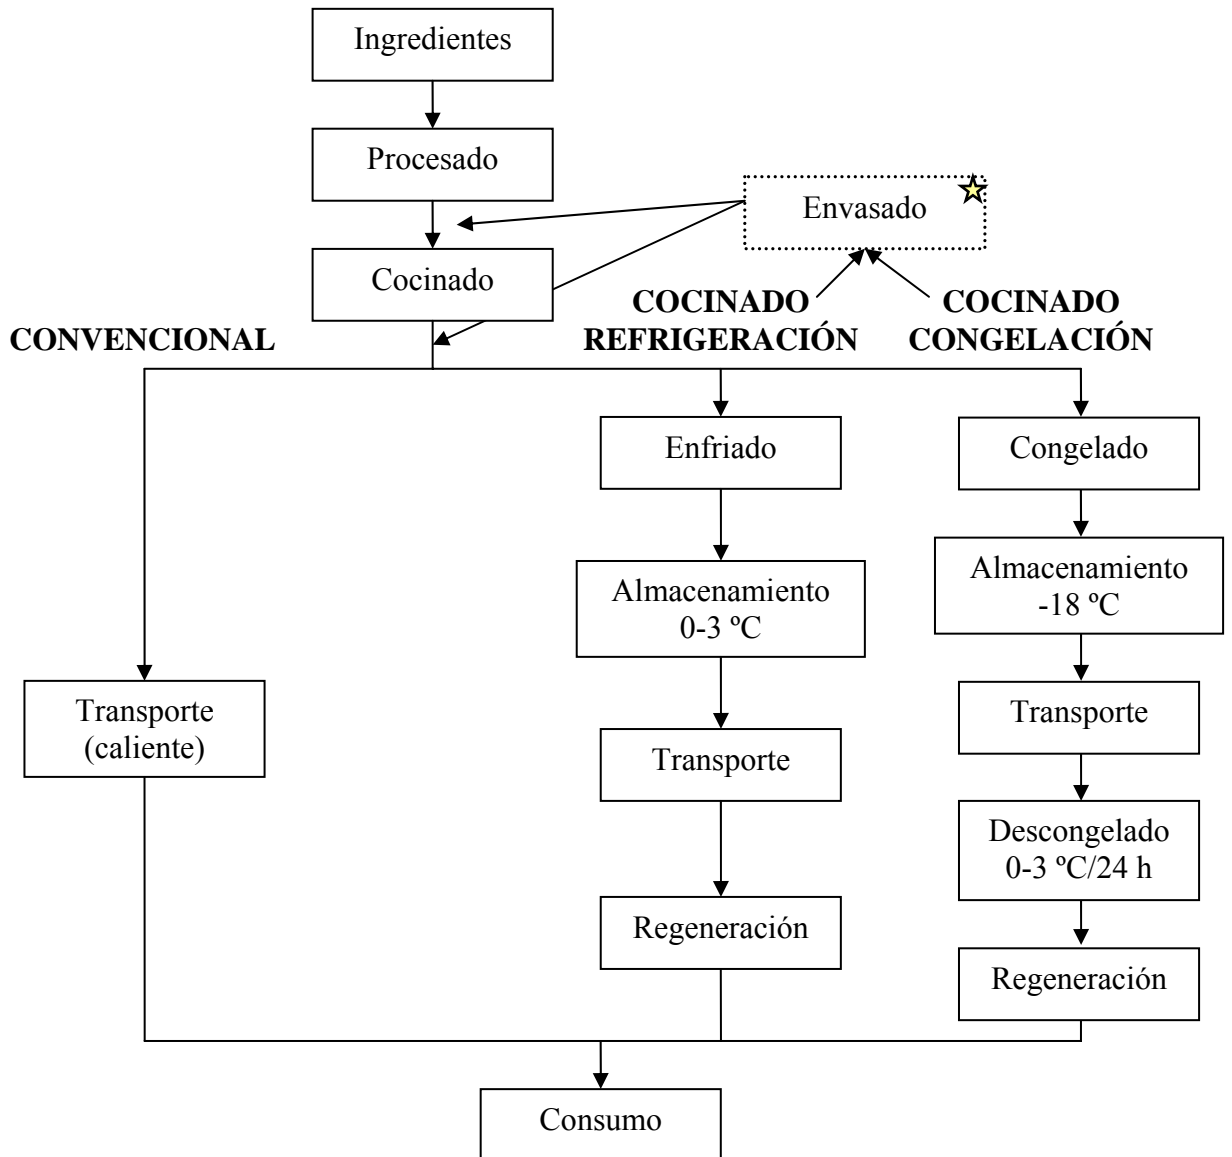 Ingredientes
Procesado
Envasado
Cocinado
CONVENCIONAL
COCINADO
REFRIGERACIÓN
COCINADO
CONGELACIÓN
Enfriado
Congelado
Almacenamiento
0-3 ºC
Almacenamiento
-18 ºC
Transporte
(caliente)
Transporte
Transporte
Descongelado
0-3 ºC/24 h
Regeneración
Regeneración
Consumo